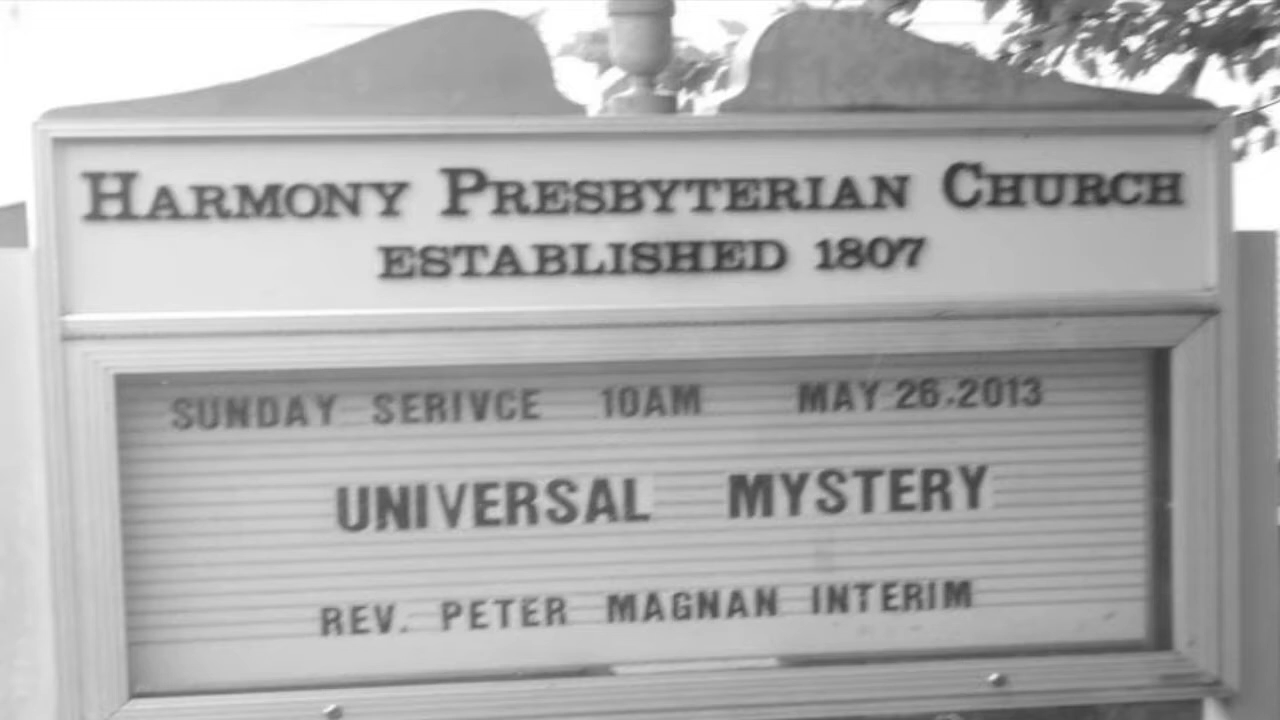 HARMONY PRESBYTERIAN CHURCH
ESTABLISHED 1807
SUNDAY SERIVCE 10AM MAY 26.2013
UNIVERSAL MYSTERY
REV. PETER MAGNAN INTERIM